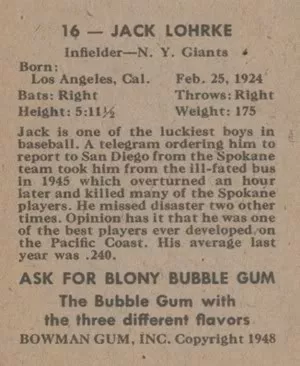 16 — JACK LOHRKE
Infielder—N. Y. Giants
Born:
Los Angeles, Cal. Feb. 25, 1924
Bats: Right Throws: Right
Height: 5:11½ Weight: 175
Jack is one of the luckiest boys in
baseball. A telegram ordering him to
report to San Diego from the Spokane
team took him from the ill-fated bus
in 1945 which overturned an hour
later and killed many of the Spokane
players. He missed disaster two other
times. Opinion has it that he was one
of the best players ever developed on
the Pacific Coast. His average last
year was .240.
ASK FOR BLONY BUBBLE GUM
The Bubble Gum with
the three different flavors
BOWMAN GUM, INC. Copyright 1948